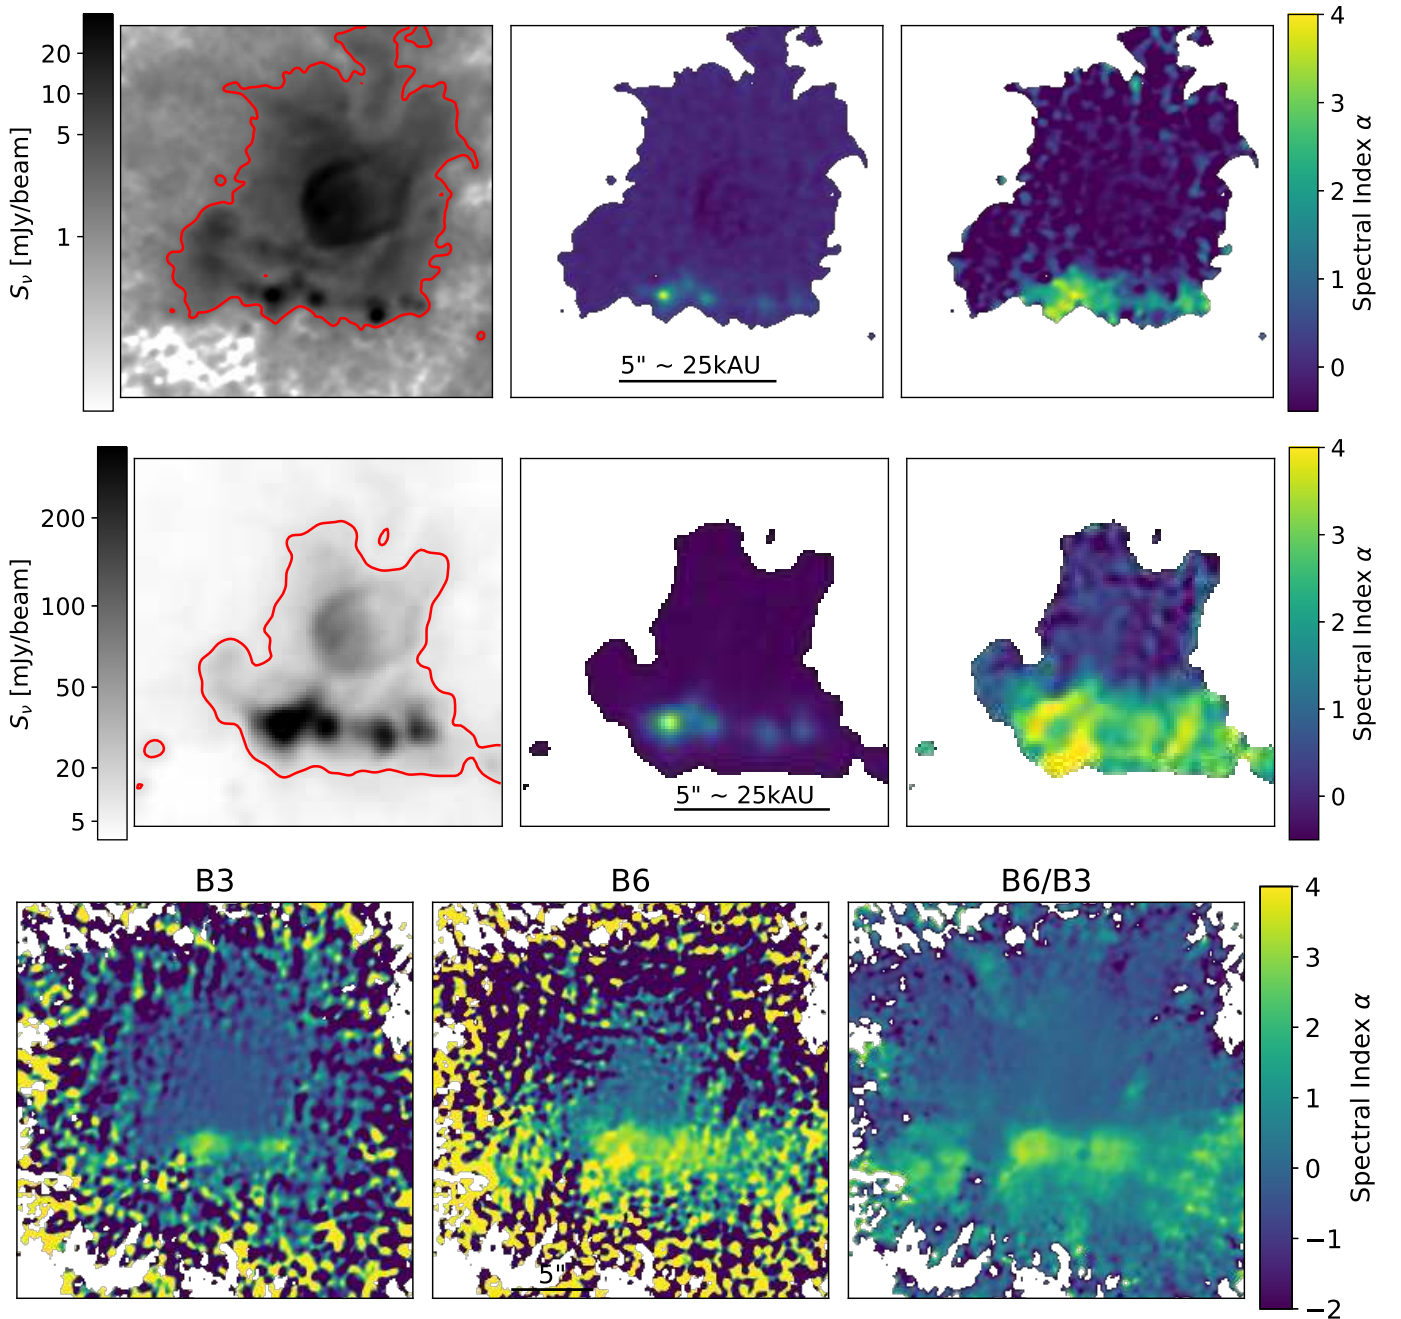 20
10
5
1
S_ν [mJy/beam]
5" ~ 25kAU
4
3
2
1
0
Spectral Index α
200
100
50
20
5
S_ν [mJy/beam]
5" ~ 25kAU
4
3
2
1
0
Spectral Index α
B3
B6
B6/B3
5"
4
3
2
1
0
−1
−2
Spectral Index α